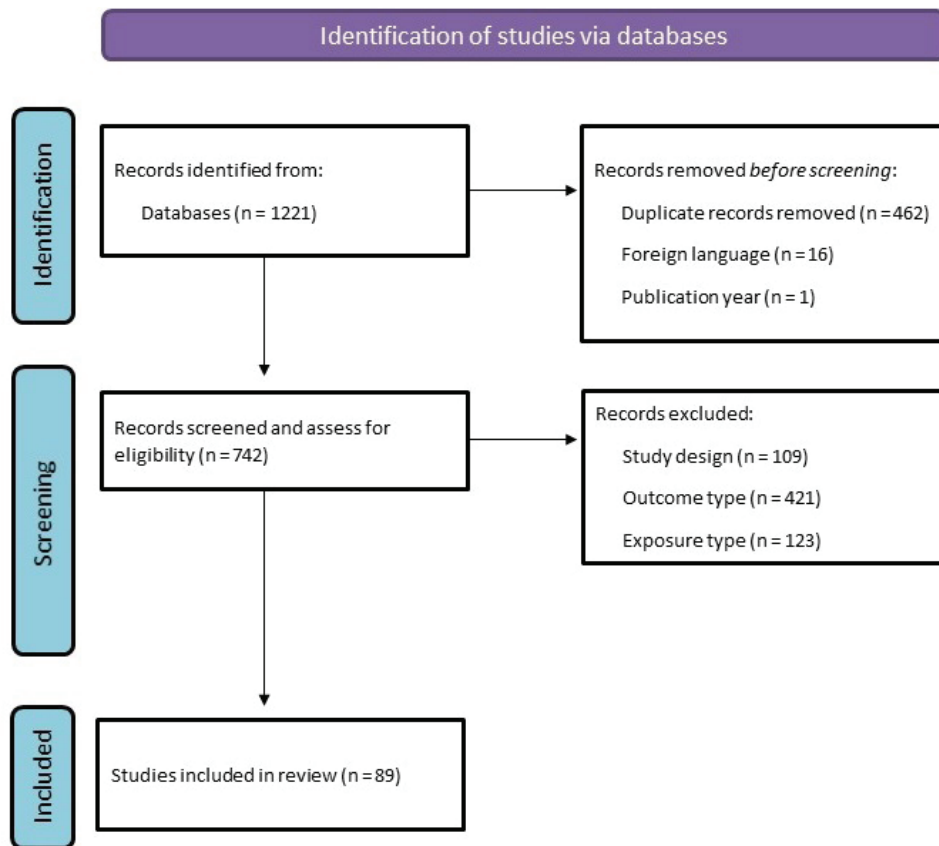 Identification of studies via databases
Identification
Records identified from:
Databases (n = 1221)
Records removed before screening:
Duplicate records removed (n = 462)
Foreign language (n = 16)
Publication year (n = 1)
Screening
Records screened and assess for
eligibility (n = 742)
Records excluded:
Study design (n = 109)
Outcome type (n = 421)
Exposure type (n = 123)
Included
Studies included in review (n = 89)